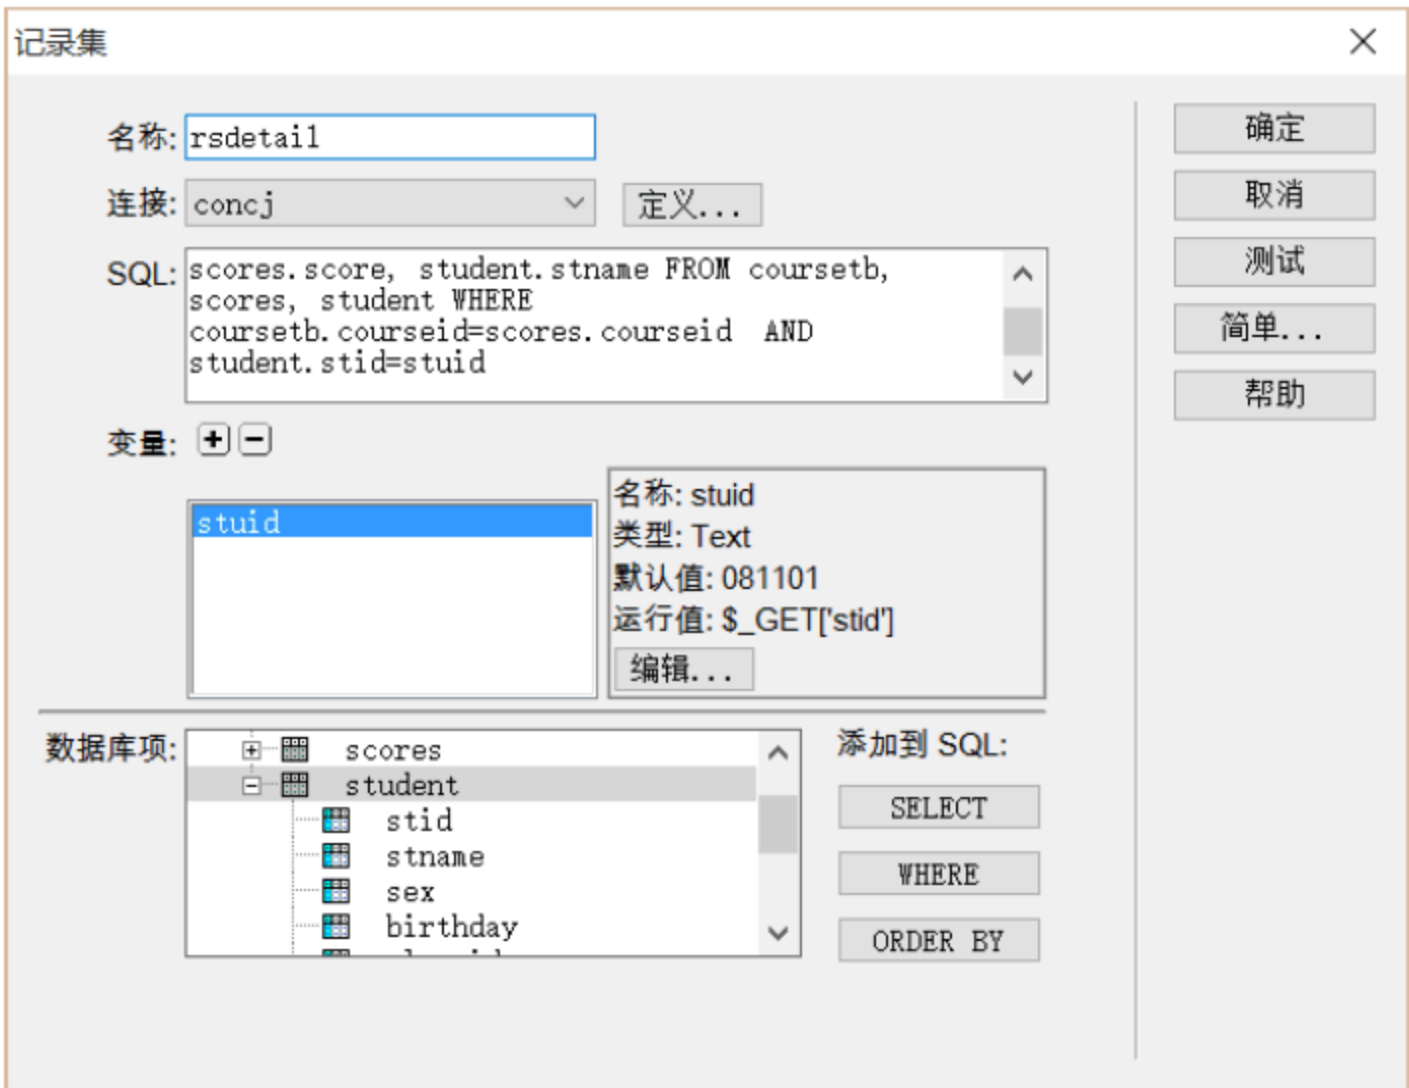 记录集
名称: rsdetail
连接: concj 定义...
SQL: scores.score, student.stname FROM coursetb,
scores, student WHERE
coursetb.courseid=scores.courseid AND
student.stid=stuid
确定
取消
测试
简单...
帮助
变量:
stuid
名称: stuid
类型: Text
默认值: 081101
运行值: $_GET['stid']
编辑...
数据库项:
scores
student
stid
stname
sex
birthday
添加到 SQL:
SELECT
WHERE
ORDER BY